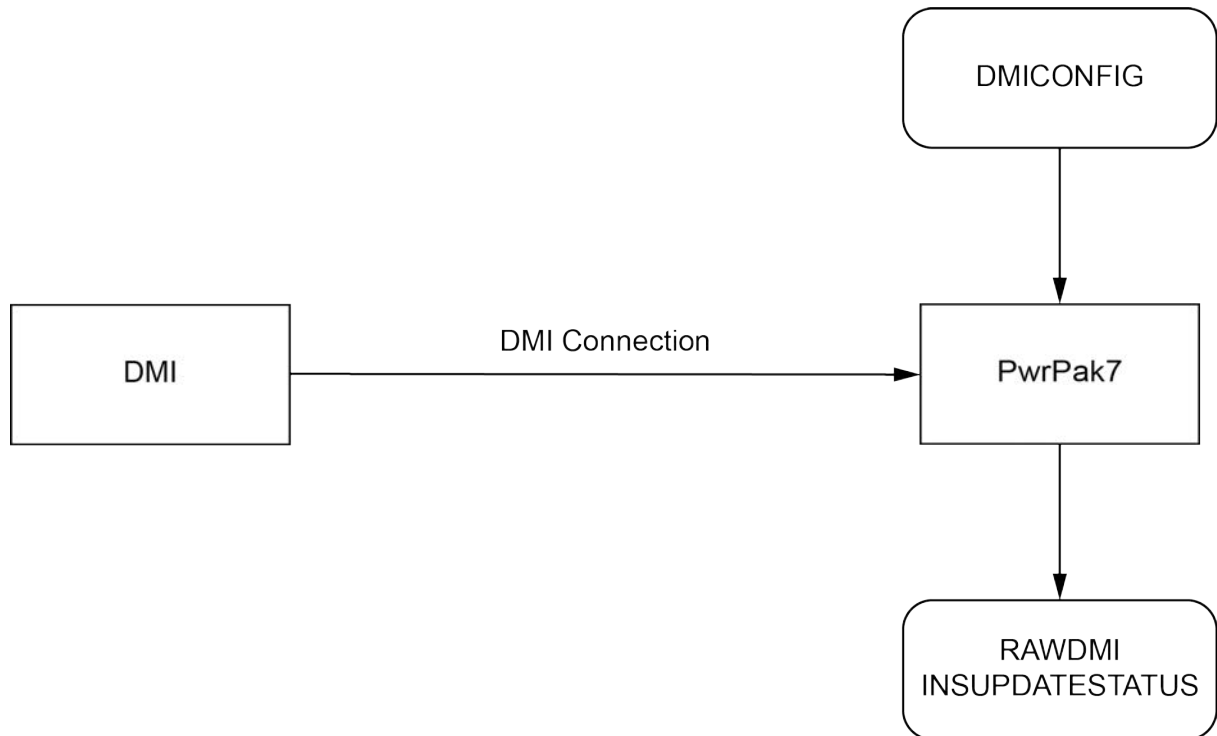 DMICONFIG
DMI Connection
DMI
PwrPak7
RAWDMI
INSUPDATESTATUS